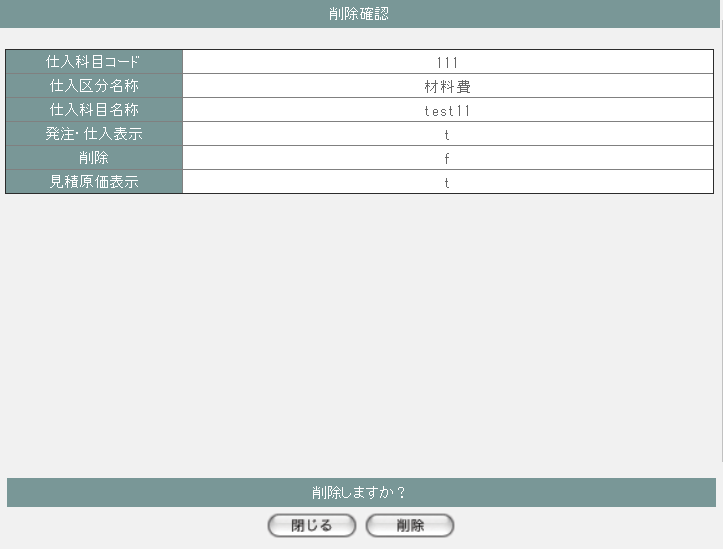 削除確認
仕入科目コード 111
仕入区分名称 材料費
仕入科目名称 test11
発注・仕入表示 t
削除 f
見積原価表示 t
削除しますか？
閉じる 削除